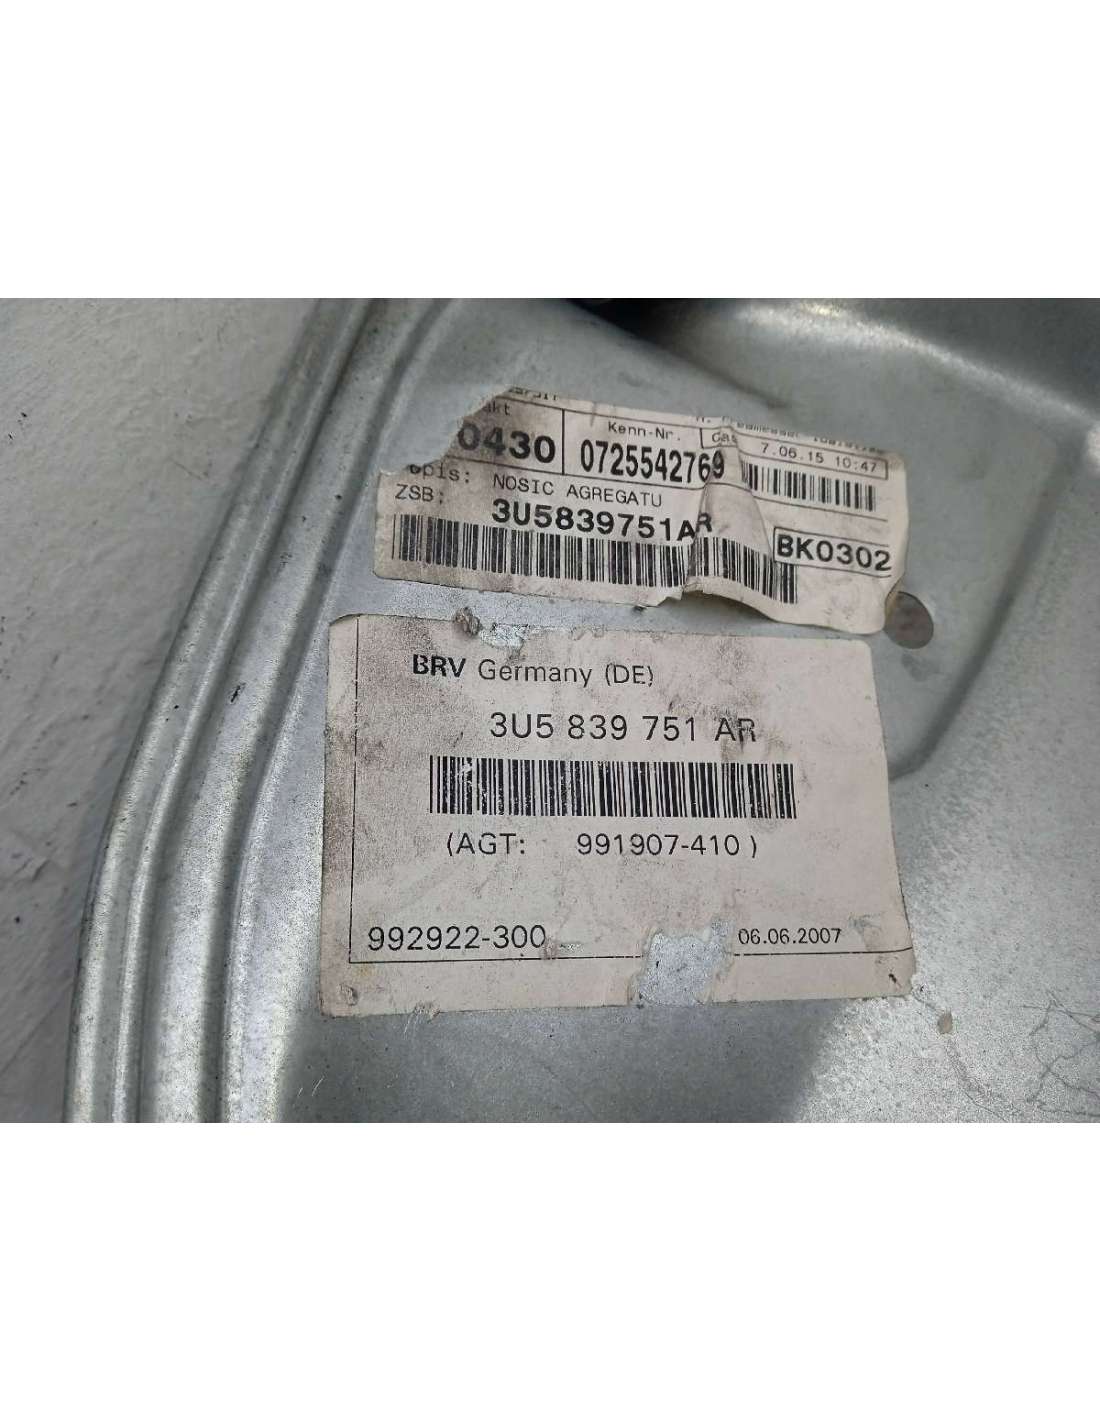 akt
0430
Kenn-Nr.
0725542769
7.06.15 10:47
opis: NOSIC AGREGATU
ZSB: 3U5839751AR
BK0302
BRV Germany (DE)
3U5 839 751 AR
(AGT: 991907-410 )
992922-300
06.06.2007